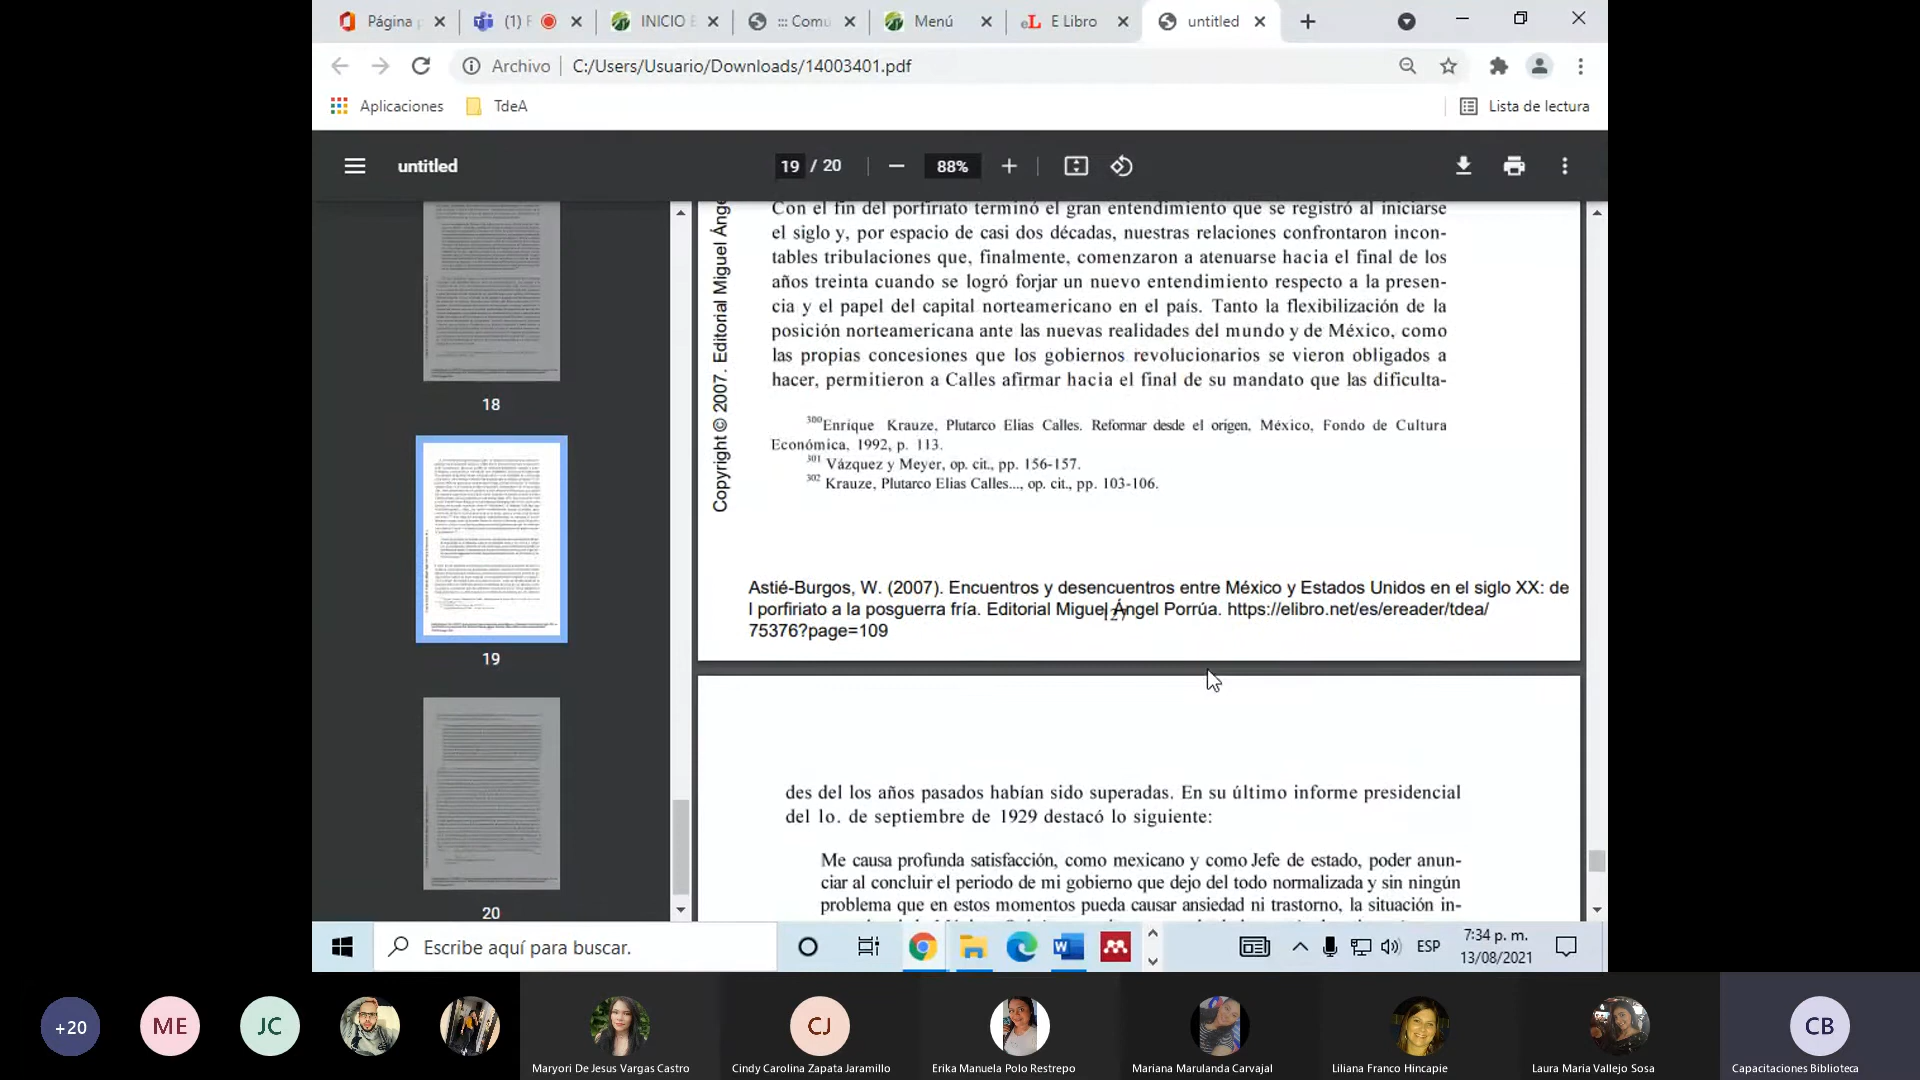 Página
(1) F
INICIO E
::: Comu
Menú
E Libro
untitled
Archivo | C:/Users/Usuario/Downloads/14003401.pdf
Aplicaciones
TdeA
Lista de lectura
untitled
19 / 20
88%
Copyright © 2007. Editorial Miguel Ánge
Con el fin del porfiriato terminó el gran entendimiento que se registró al iniciarse
el siglo y, por espacio de casi dos décadas, nuestras relaciones confrontaron incon-
tables tribulaciones que, finalmente, comenzaron a atenuarse hacia el final de los
años treinta cuando se logró forjar un nuevo entendimiento respecto a la presen-
cia y el papel del capital norteamericano en el país. Tanto la flexibilización de la
posición norteamericana ante las nuevas realidades del mundo y de México, como
las propias concesiones que los gobiernos revolucionarios se vieron obligados a
hacer, permitieron a Calles afirmar hacia el final de su mandato que las dificulta-
300Enrique Krauze, Plutarco Elias Calles. Reformar desde el origen, México, Fondo de Cultura
Económica, 1992, p. 113.
301 Vázquez y Meyer, op. cit., pp. 156-157.
302 Krauze, Plutarco Elias Calles..., op. cit., pp. 103-106.
Astié-Burgos, W. (2007). Encuentros y desencuentros entre México y Estados Unidos en el siglo XX: de
l porfiriato a la posguerra fría. Editorial Miguel Ángel Porrúa. https://elibro.net/es/ereader/tdea/
75376?page=109
127
des del los años pasados habían sido superadas. En su último informe presidencial
del lo. de septiembre de 1929 destacó lo siguiente:
Me causa profunda satisfacción, como mexicano y como Jefe de estado, poder anun-
ciar al concluir el periodo de mi gobierno que dejo del todo normalizada y sin ningún
problema que en estos momentos pueda causar ansiedad ni trastorno, la situación in-
18
19
20
Escribe aquí para buscar.
ESP
7:34 p. m.
13/08/2021
+20
ME
JC
CJ
CB
Maryori De Jesus Vargas Castro
Cindy Carolina Zapata Jaramillo
Erika Manuela Polo Restrepo
Mariana Marulanda Carvajal
Liliana Franco Hincapie
Laura Maria Vallejo Sosa
Capacitaciones Biblioteca